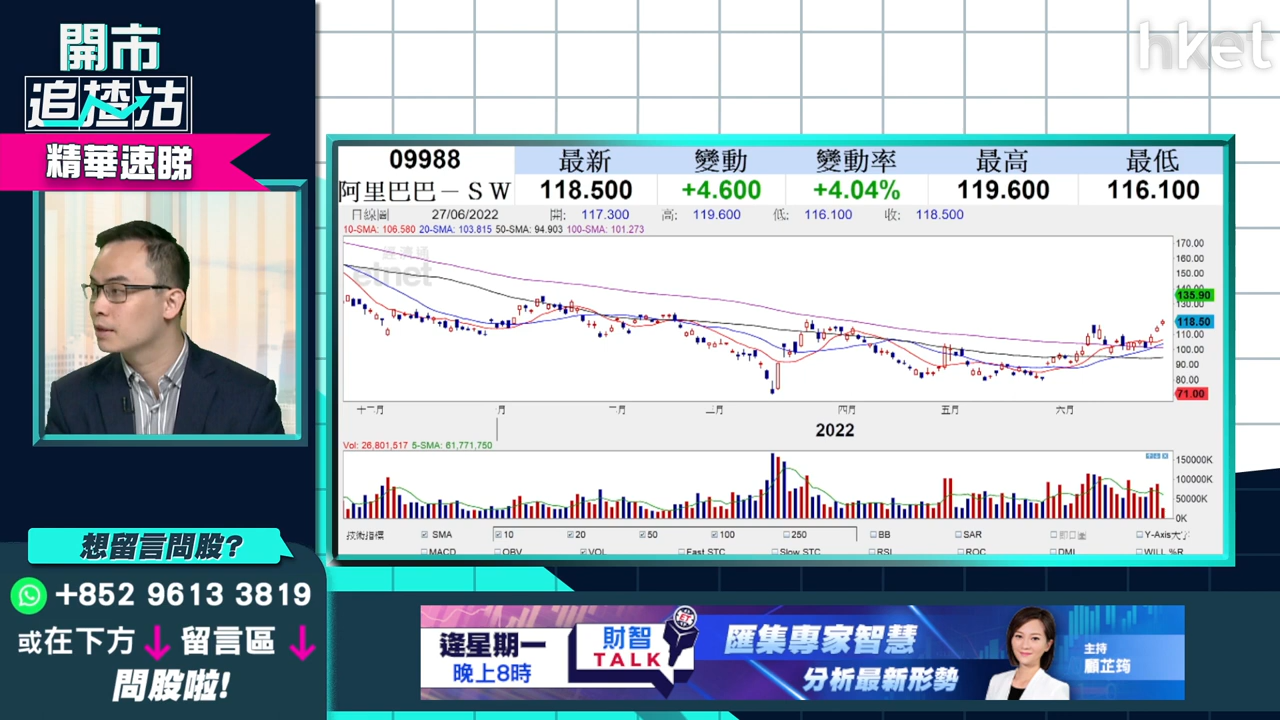 hket
開市
追揸沽
精華速睇
想留言問股?
+852 9613 3819
或在下方 留言區
問股啦!
09988 最新 變動 變動率 最高 最低
阿里巴巴－ＳＷ 118.500 +4.600 +4.04% 119.600 116.100
日線圖 27/06/2022 開: 117.300 高: 119.600 低: 116.100 收: 118.500
10-SMA: 106.580 20-SMA: 103.815 50-SMA: 94.903 100-SMA: 101.273
經濟通
etnet
170.00
160.00
150.00
140.00
135.90
130.00
118.50
110.00
100.00
90.00
80.00
71.00
十二月 一月 二月 三月 四月 五月 六月
2022
Vol: 26,801,517 5-SMA: 61,771,750
150000K
100000K
50000K
0K
技術指標 SMA 10 20 50 100 250 BB SAR Y-Axis大小
MACD OBV VOL Fast STC Slow STC RSI ROC DMI WILL %R
逢星期一
晚上8時
財智
TALK
匯集專家智慧
分析最新形勢
主持
顧芷筠